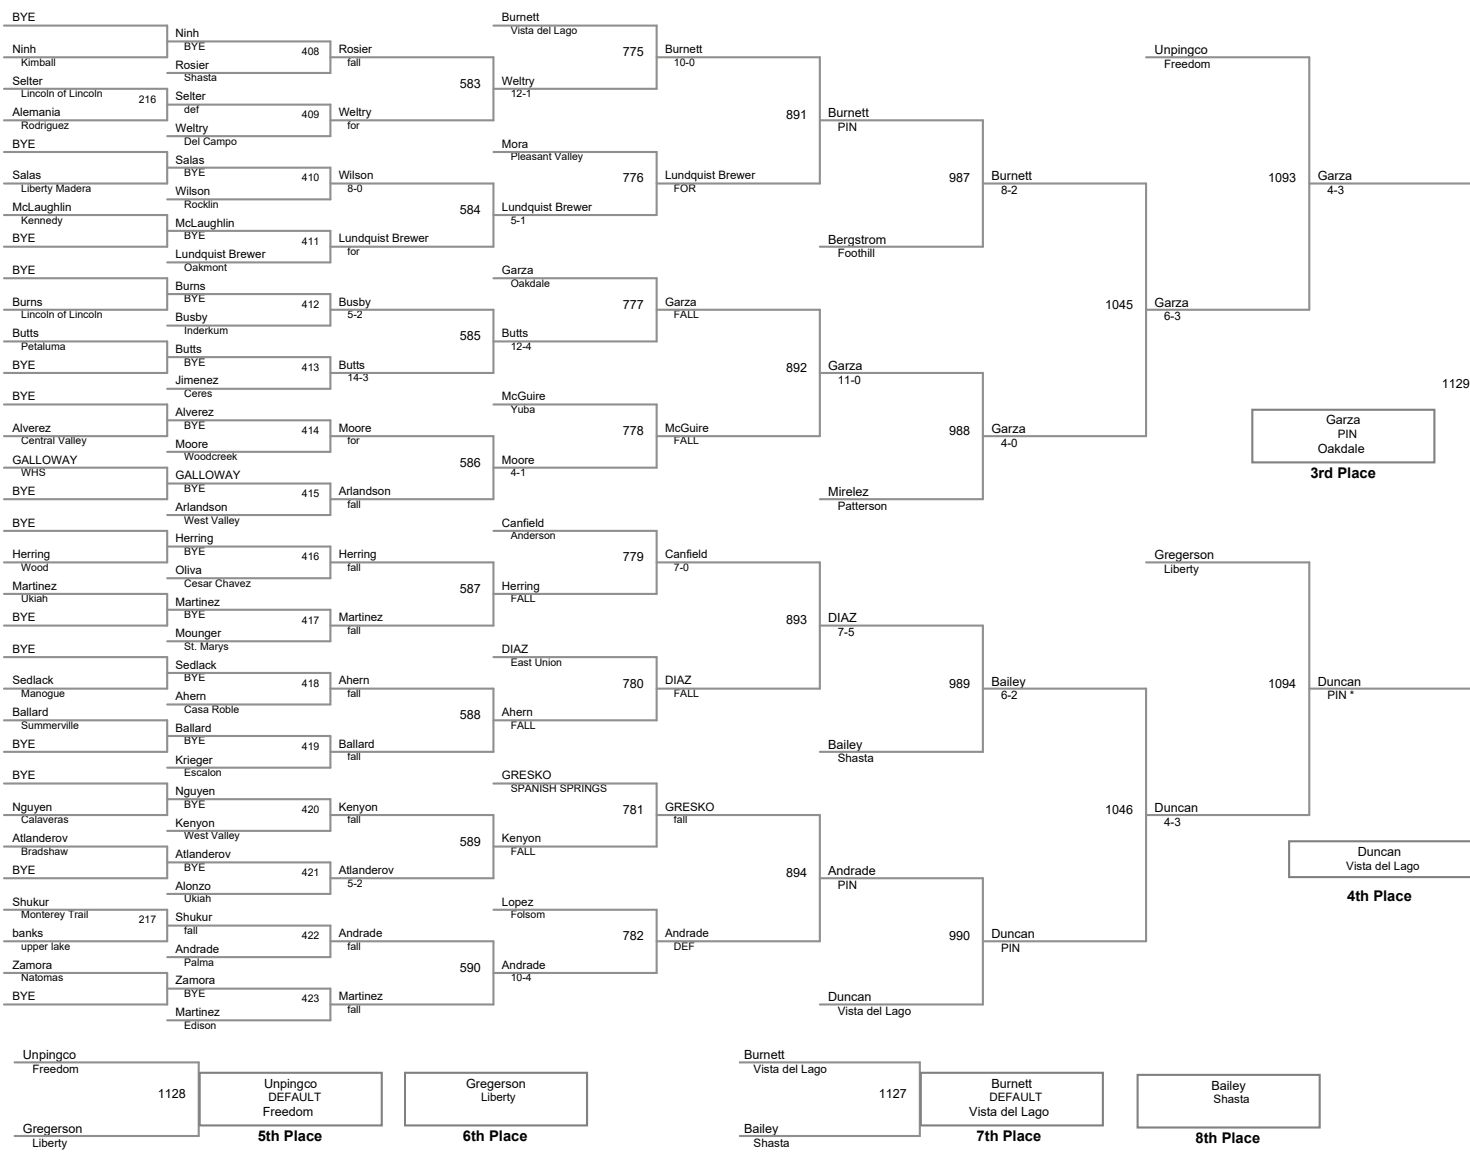 BYE
Ninh
Kimball
Selter
Lincoln of Lincoln
216
Alemania
Rodriguez
BYE
Salas
Liberty Madera
McLaughlin
Kennedy
BYE
BYE
Burns
Lincoln of Lincoln
Butts
Petaluma
BYE
BYE
Alverez
Central Valley
GALLOWAY
WHS
BYE
BYE
Herring
Wood
Martinez
Ukiah
BYE
BYE
Sedlack
Manogue
Ballard
Summerville
BYE
BYE
Nguyen
Calaveras
Atlanderov
Bradshaw
BYE
Shukur
Monterey Trail
217
banks
upper lake
Zamora
Natomas
BYE
Ninh
BYE
408
Rosier
Shasta
Selter
def
409
Weltry
Del Campo
Salas
BYE
410
Wilson
Rocklin
McLaughlin
BYE
411
Lundquist Brewer
Oakmont
Burns
BYE
412
Busby
Inderkum
Butts
BYE
413
Jimenez
Ceres
Alverez
BYE
414
Moore
Woodcreek
GALLOWAY
BYE
415
Arlandson
West Valley
Herring
BYE
416
Oliva
Cesar Chavez
Martinez
BYE
417
Mounger
St. Marys
Sedlack
BYE
418
Ahern
Casa Roble
Ballard
BYE
419
Krieger
Escalon
Nguyen
BYE
420
Kenyon
West Valley
Atlanderov
BYE
421
Alonzo
Ukiah
Shukur
fall
422
Andrade
Palma
Zamora
BYE
423
Martinez
Edison
Rosier
fall
583
Weltry
for
Wilson
8-0
584
Lundquist Brewer
for
Busby
5-2
585
Butts
14-3
Moore
for
586
Arlandson
fall
Herring
fall
587
Martinez
fall
Ahern
fall
588
Ballard
fall
Kenyon
fall
589
Atlanderov
5-2
Andrade
fall
590
Martinez
fall
Burnett
Vista del Lago
775
Weltry
12-1
Mora
Pleasant Valley
776
Lundquist Brewer
5-1
Garza
Oakdale
777
Butts
12-4
McGuire
Yuba
778
Moore
4-1
Canfield
Anderson
779
Herring
FALL
DIAZ
East Union
780
Ahern
FALL
GRESKO
SPANISH SPRINGS
781
Kenyon
FALL
Lopez
Folsom
782
Andrade
10-4
Burnett
10-0
891
Lundquist Brewer
FOR
Garza
FALL
892
McGuire
FALL
Canfield
7-0
893
DIAZ
FALL
GRESKO
fall
894
Andrade
DEF
Burnett
PIN
987
Bergstrom
Foothill
Garza
11-0
988
Mirelez
Patterson
DIAZ
7-5
989
Bailey
Shasta
Andrade
PIN
990
Duncan
Vista del Lago
Burnett
8-2
1045
Garza
4-0
Bailey
6-2
1046
Duncan
PIN
Unpingco
Freedom
1093
Garza
6-3
Gregerson
Liberty
1094
Duncan
4-3
Garza
4-3
1129
Duncan
PIN *
Garza
PIN
Oakdale
3rd Place
Duncan
Vista del Lago
4th Place
Unpingco
Freedom
1128
Gregerson
Liberty
Unpingco
DEFAULT
Freedom
5th Place
Gregerson
Liberty
6th Place
Burnett
Vista del Lago
1127
Bailey
Shasta
Burnett
DEFAULT
Vista del Lago
7th Place
Bailey
Shasta
8th Place